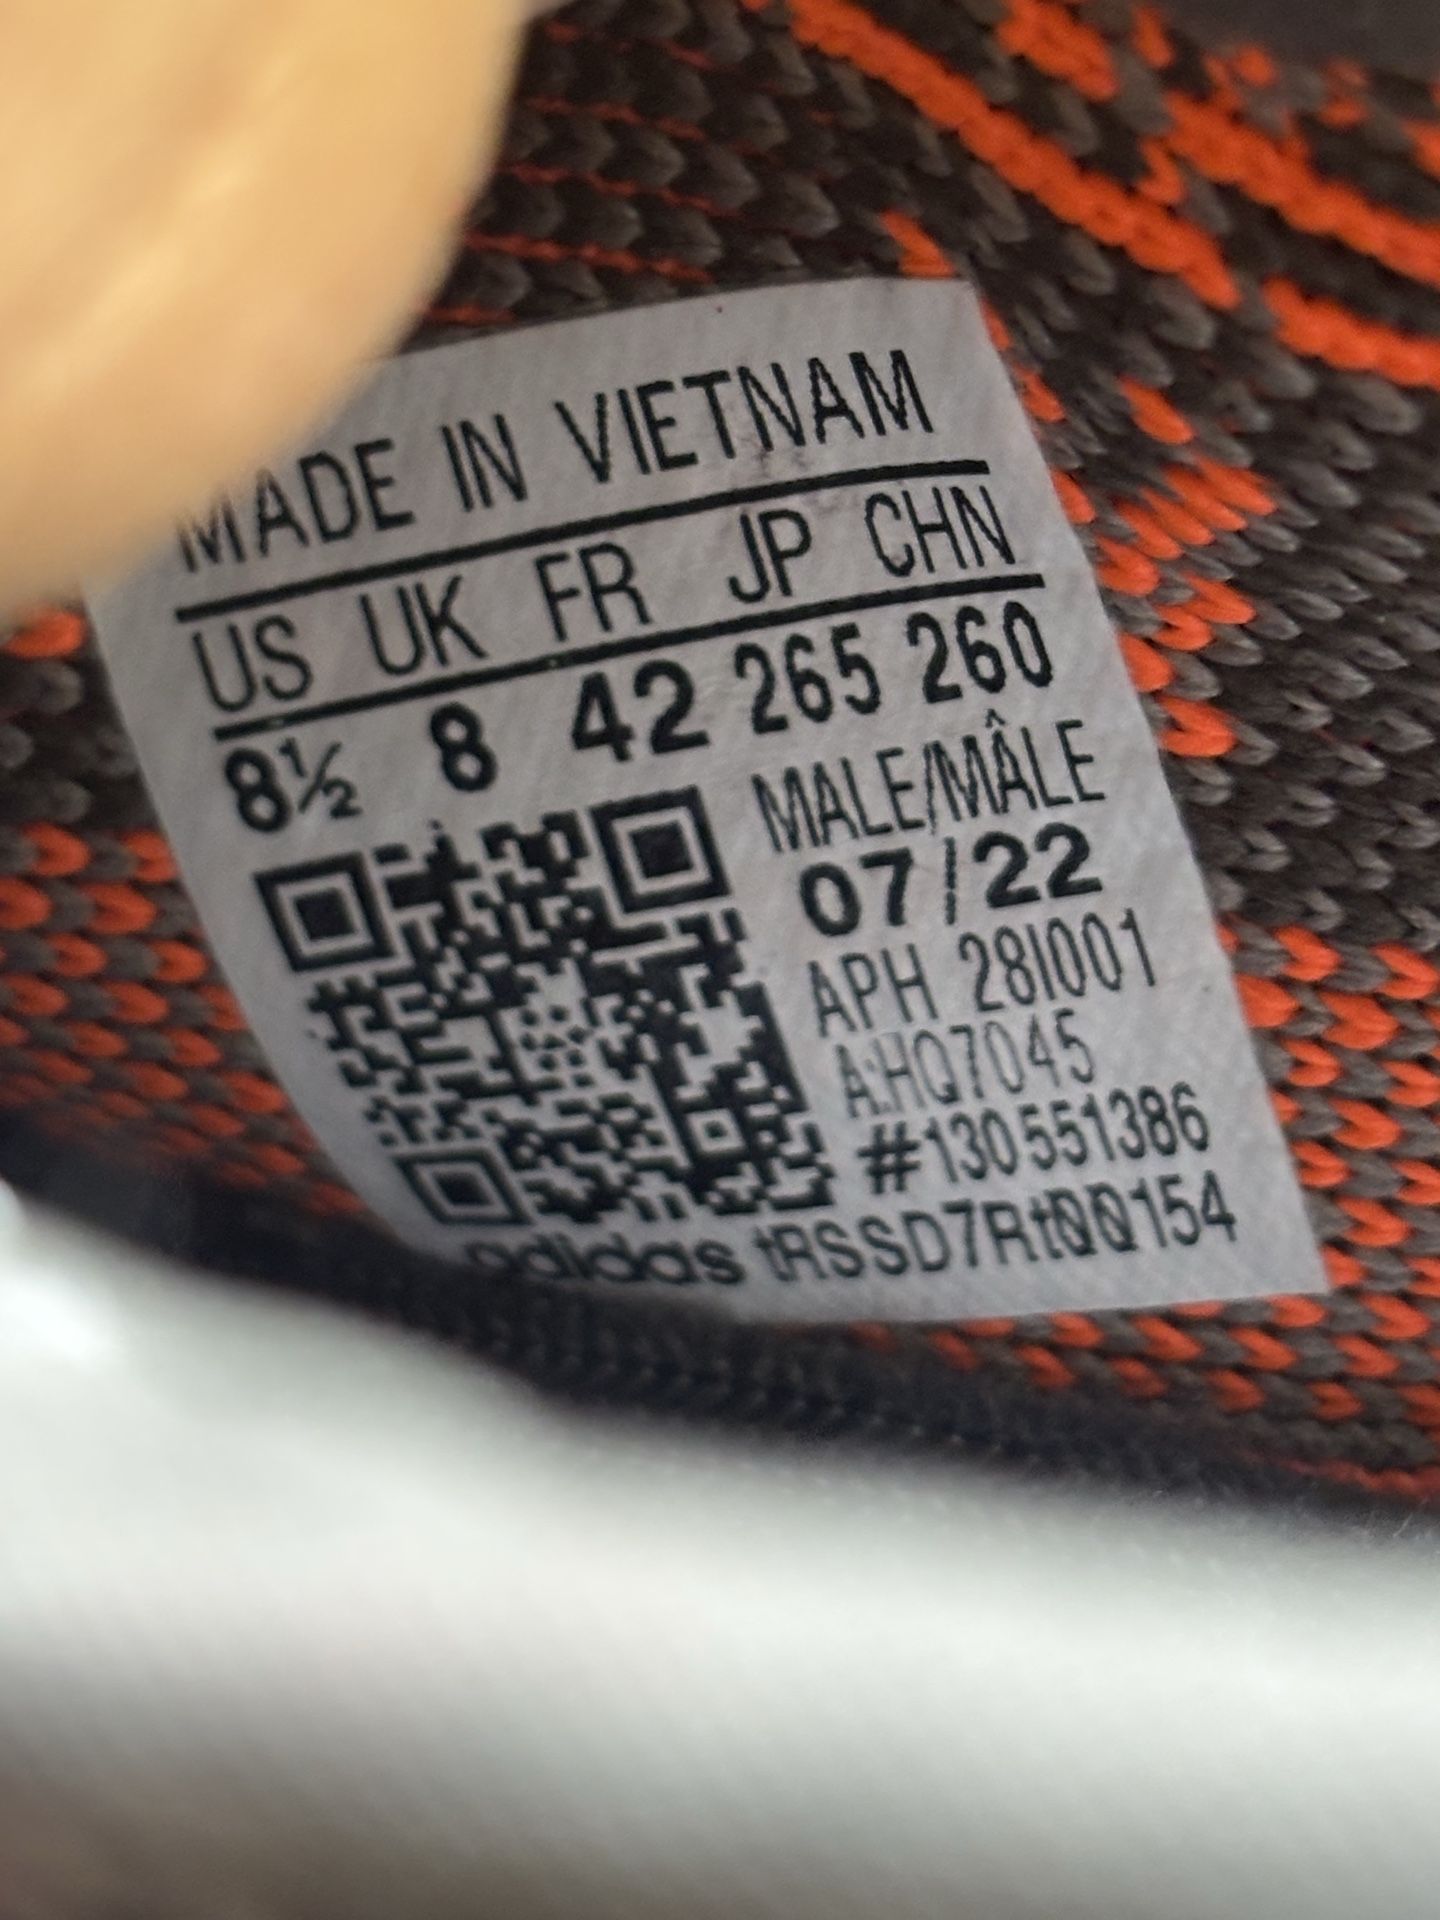 MADE IN VIETNAM
US UK FR JP CHN
8½ 8 42 265 260
MALE/MÂLE
07/22
APH 28I001
A:HQ7045
#130551386
adidas tRSSD7Rt00154